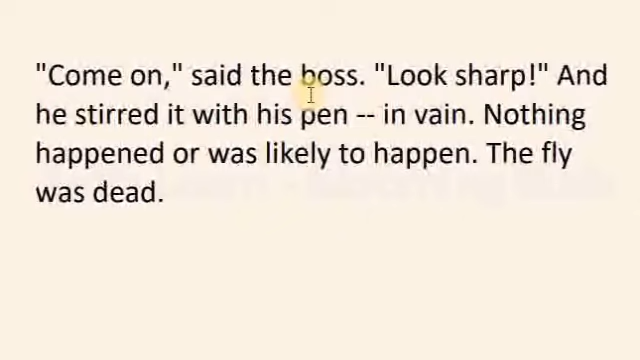 "Come on," said the boss. "Look sharp!" And
he stirred it with his pen -- in vain. Nothing
happened or was likely to happen. The fly
was dead.